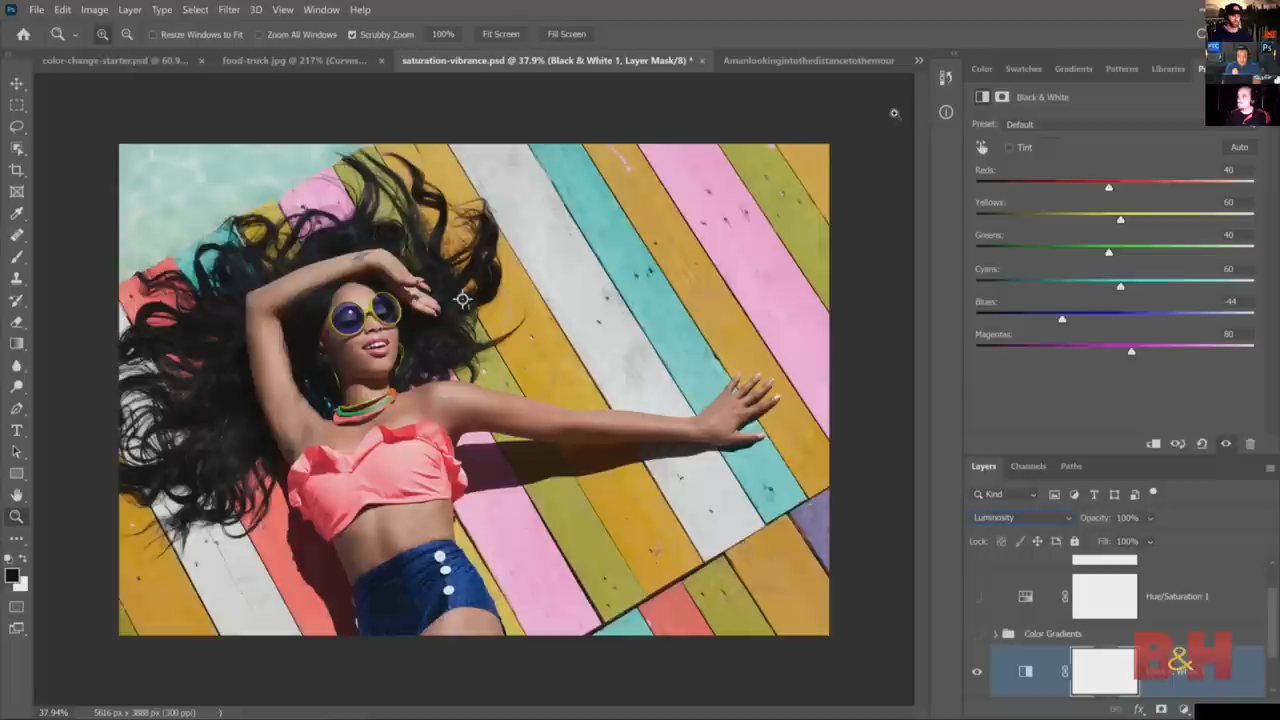 Ps File Edit Image Layer Type Select Filter 3D View Window Help
Resize Windows to Fit Zoom All Windows Scrubby Zoom 100% Fit Screen Fill Screen
color-change-starter.psd @ 60.9... × food-truck.jpg @ 217% (Curves... × saturation-vibrance.psd @ 37.9% (Black & White 1, Layer Mask/8) * × Amanlookingintothedistancetothemour
Color Swatches Gradients Patterns Libraries
Black & White
Preset: Default
Tint Auto
Reds: 40
Yellows: 60
Greens: 40
Cyans: 60
Blues: -44
Magentas: 80
Layers Channels Paths
Kind
Luminosity Opacity: 100%
Lock: Fill: 100%
Hue/Saturation 1
Color Gradients
B&H
37.94% 5616 px x 3888 px (300 ppi)